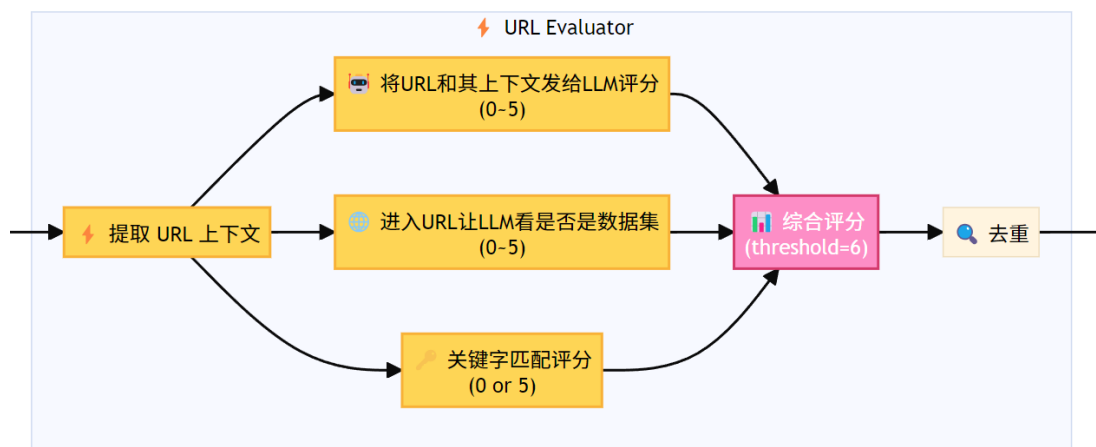 ⚡ URL Evaluator
🤖 将URL和其上下文发给LLM评分
(0~5)
⚡ 提取 URL 上下文
🌐 进入URL让LLM看是否是数据集
(0~5)
🔑 关键字匹配评分
(0 or 5)
📊 综合评分
(threshold=6)
🔍 去重